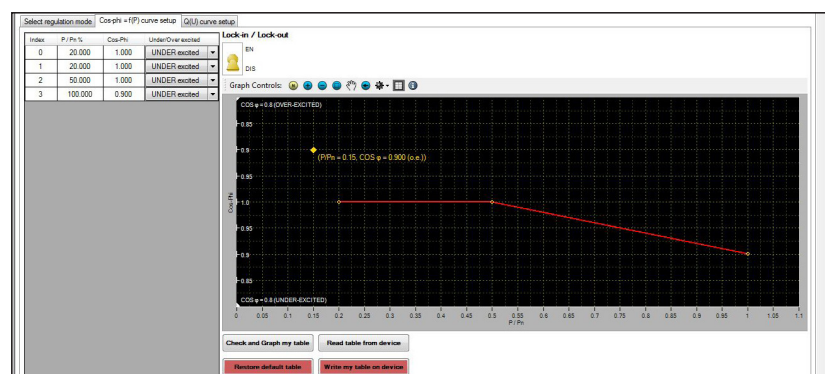 Select regulation mode Cos-phi =f(P) curve setup Q(U) curve setup
Index P / Pn % Cos-Phi Under/Over excited
0 20.000 1.000 UNDER excited
1 20.000 1.000 UNDER excited
2 50.000 1.000 UNDER excited
3 100.000 0.900 UNDER excited
Lock-in / Lock-out
EN
DIS
Graph Controls:
COS φ = 0.8 (OVER-EXCITED)
0.85
0.9
(P/Pn = 0.15, COS φ = 0.900 (o.e.))
0.95
Cos-Phi
1.0
0.95
0.9
0.85
COS φ = 0.8 (UNDER-EXCITED)
0 0.05 0.1 0.15 0.2 0.25 0.3 0.35 0.4 0.45 0.5 0.55 0.6 0.65 0.7 0.75 0.8 0.85 0.9 0.95 1 1.05 1.1
P / Pn
Check and Graph my table Read table from device
Restore default table Write my table on device